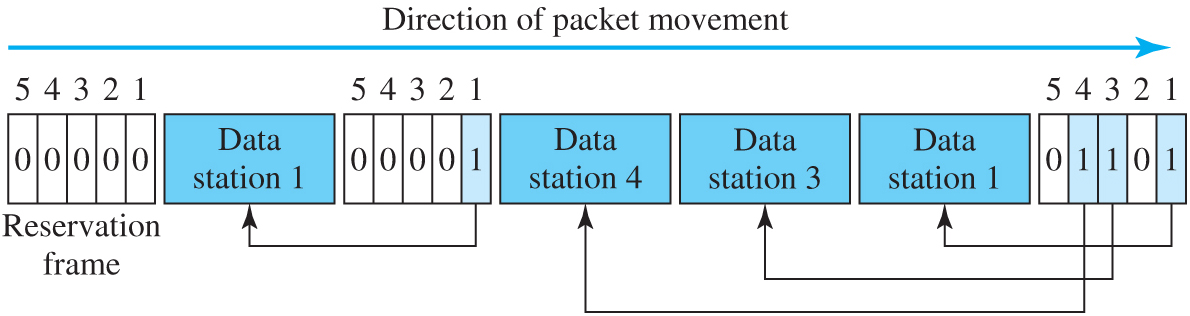 Direction of packet movement
5 4 3 2 1
5 4 3 2 1
5 4 3 2 1
0 0 0 0 0
Data
station 1
0 0 0 0 1
Data
station 4
Data
station 3
Data
station 1
0 1 1 0 1
Reservation
frame